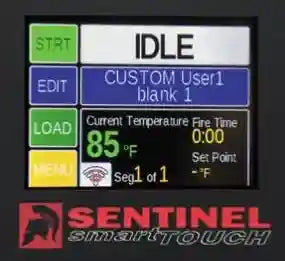 STRT
IDLE
EDIT
CUSTOM User1
blank 1
LOAD
Current Temperature Fire Time
85 °F
0:00
Set Point
- °F
MENU
Seg1 of 1
SENTINEL
smartTOUCH